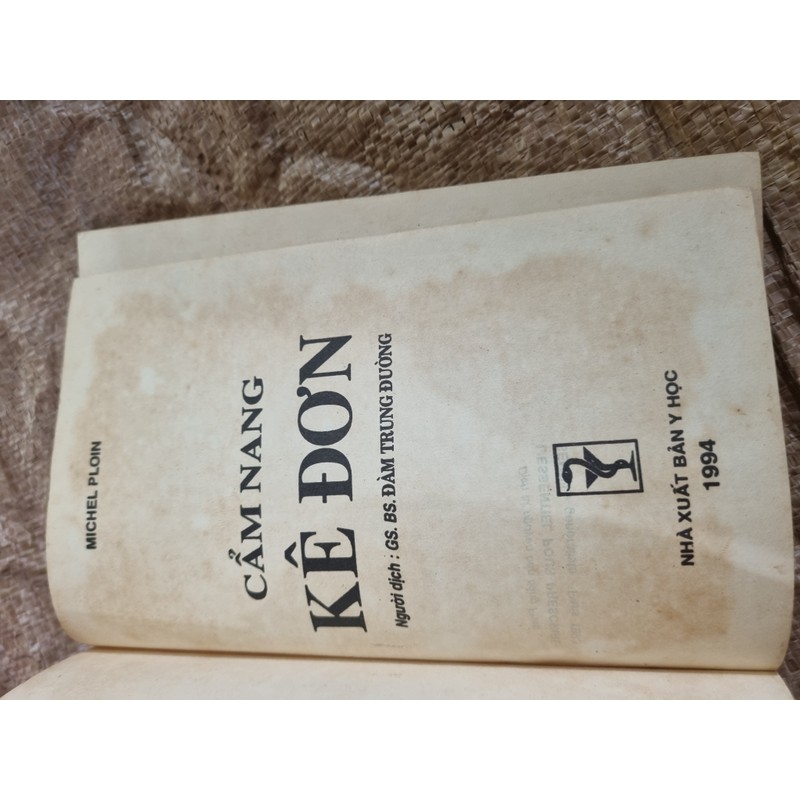 MICHEL PLOIN
CẨM NANG
KÊ ĐƠN
Người dịch : GS. BS. ĐÀM TRUNG ĐƯỜNG
NHÀ XUẤT BẢN Y HỌC
1994